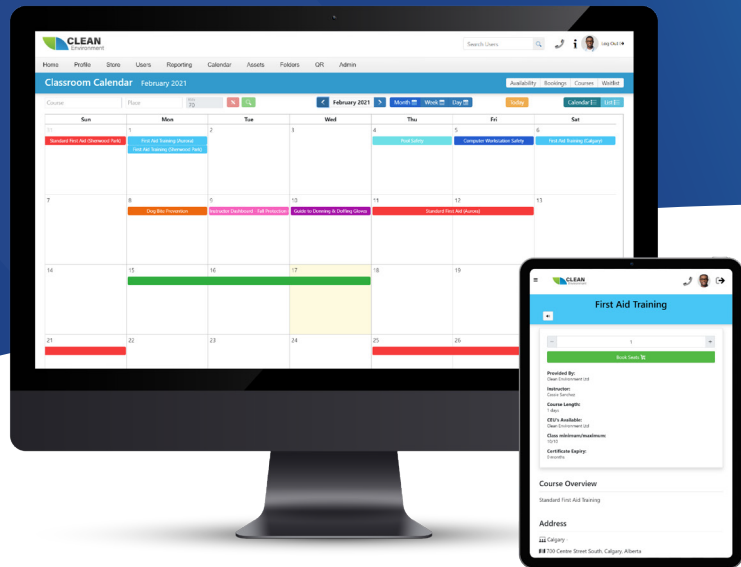 CLEAN
Environment
Search Users
Log Out
Home Profile Store Users Reporting Calendar Assets Folders QR Admin
Classroom Calendar February 2021
Availability Bookings Courses Waitlist
Course Place 70 February 2021 Month Week Day Today Calendar List
Sun Mon Tue Wed Thu Fri Sat
1 2 3 4 5 6
Standard First Aid (Sherwood Park) First Aid Training (Aurora) Computer Workstation Safety First Aid Training (Calgary)
First Aid Training (Sherwood Park)
7 8 9 10 11 12 13
Dog Bite Prevention Instructor Dashboard - Fall Protection Guide to Donning & Doffing Gloves Standard First Aid (Aurora)
14 15 16 17 18 19
21 22 23 24 25 26
CLEAN
Environment
First Aid Training
1
Book Seats
Provided By:
Clean Environment Ltd
Instructor:
Course Length:
1 days
CEU's Available:
Clean Environment Ltd
Class minimum/maximum:
Certificate Expiry:
Course Overview
Standard First Aid Training
Address
Calgary
700 Centre Street South, Calgary, Alberta